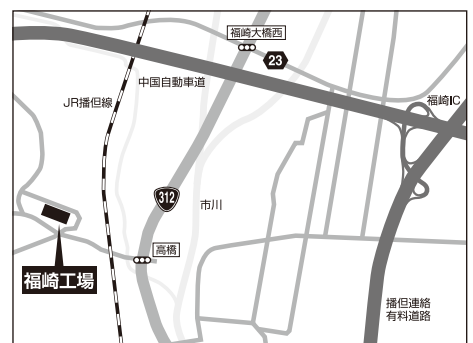 福崎大橋西
23
中国自動車道
福崎IC
JR播但線
312
市川
高橋
福崎工場
播但連絡
有料道路